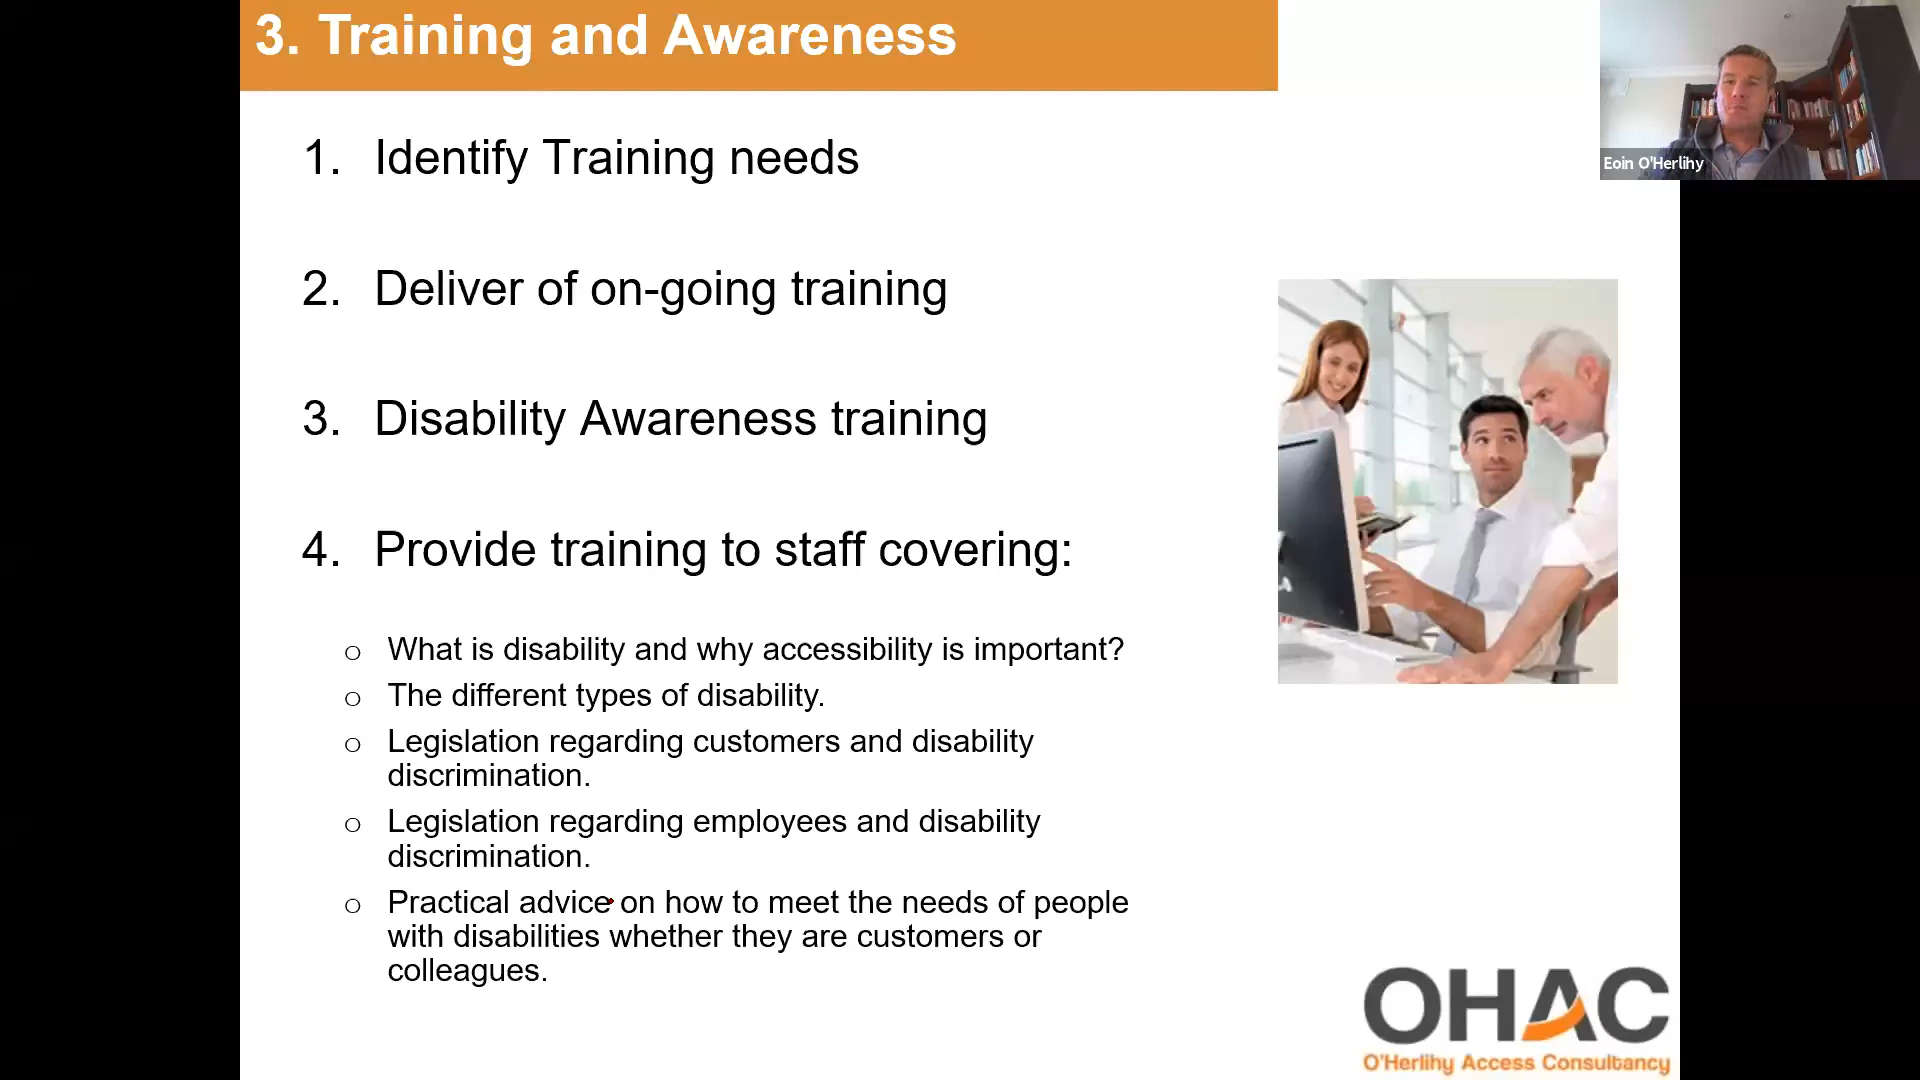 3. Training and Awareness
Eoin O'Herlihy
1. Identify Training needs
2. Deliver of on-going training
3. Disability Awareness training
4. Provide training to staff covering:
o What is disability and why accessibility is important?
o The different types of disability.
o Legislation regarding customers and disability
discrimination.
o Legislation regarding employees and disability
discrimination.
o Practical advice on how to meet the needs of people
with disabilities whether they are customers or
colleagues.
OHAC
O'Herlihy Access Consultancy